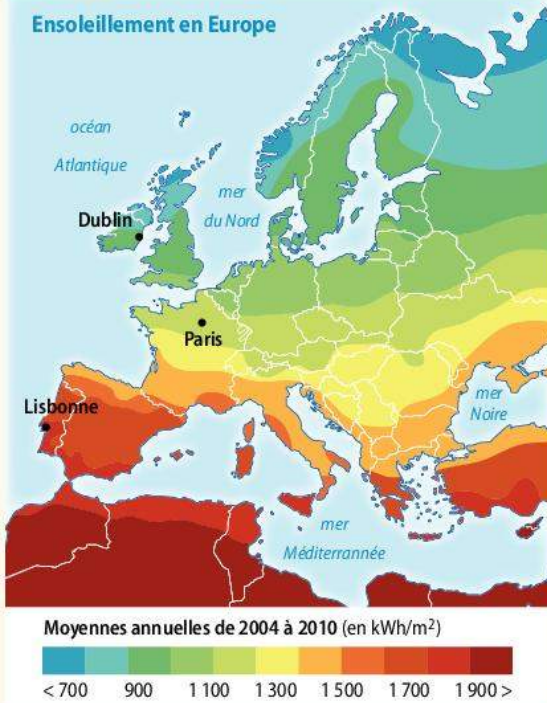 Ensoleillement en Europe
océan
Atlantique
mer
du Nord
Dublin
Paris
Lisbonne
mer
Noire
mer
Méditerrannée
Moyennes annuelles de 2004 à 2010 (en kWh/m²)
< 700 900 1 100 1 300 1 500 1 700 1 900 >